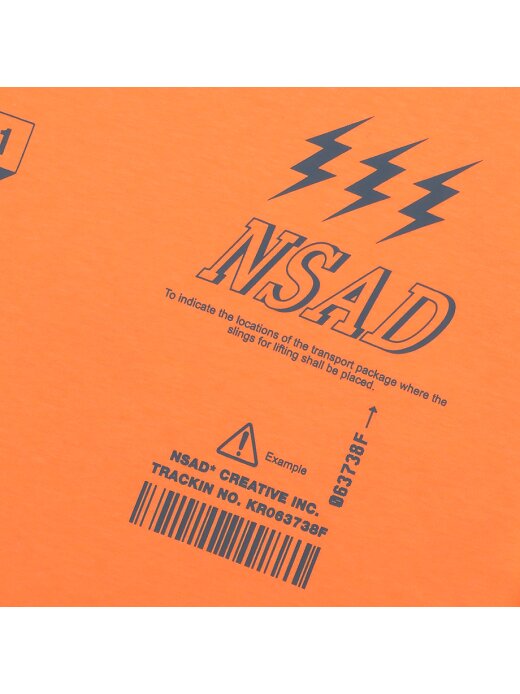 1
NSAD
To indicate the locations of the transport package where the
slings for lifting shall be placed.
063738F
Example
NSAD* CREATIVE INC.
TRACKIN NO. KR063738F